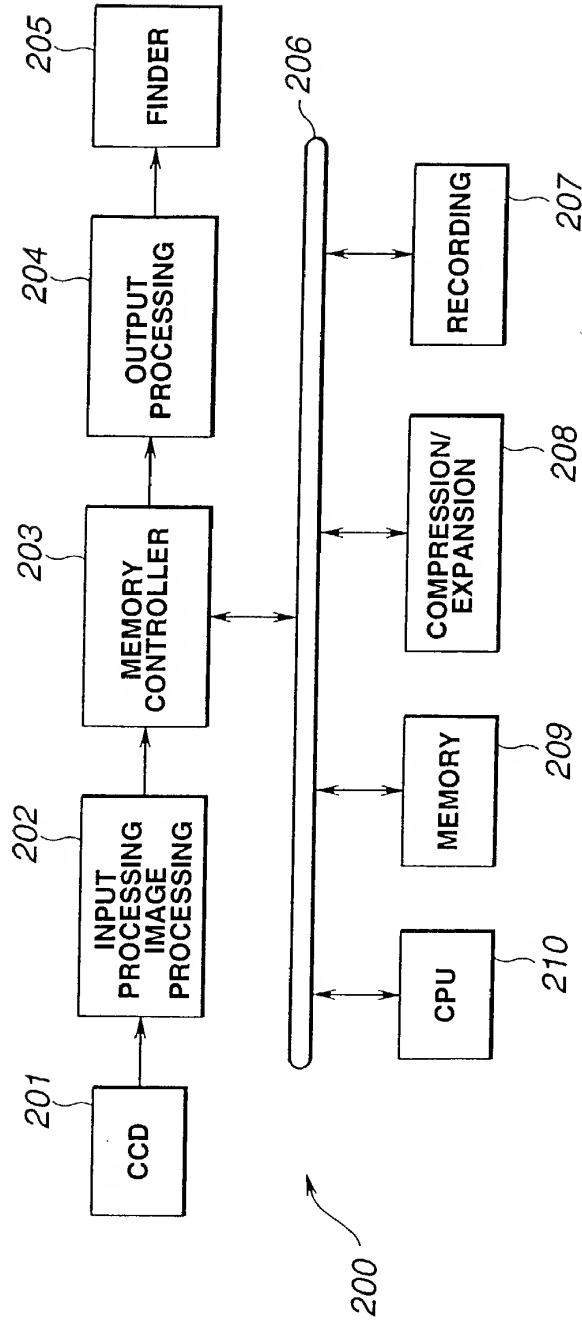 201
CCD
202
INPUT
PROCESSING
IMAGE
PROCESSING
203
MEMORY
CONTROLLER
204
OUTPUT
PROCESSING
205
FINDER
206
200
210
CPU
209
MEMORY
208
COMPRESSION/
EXPANSION
207
RECORDING